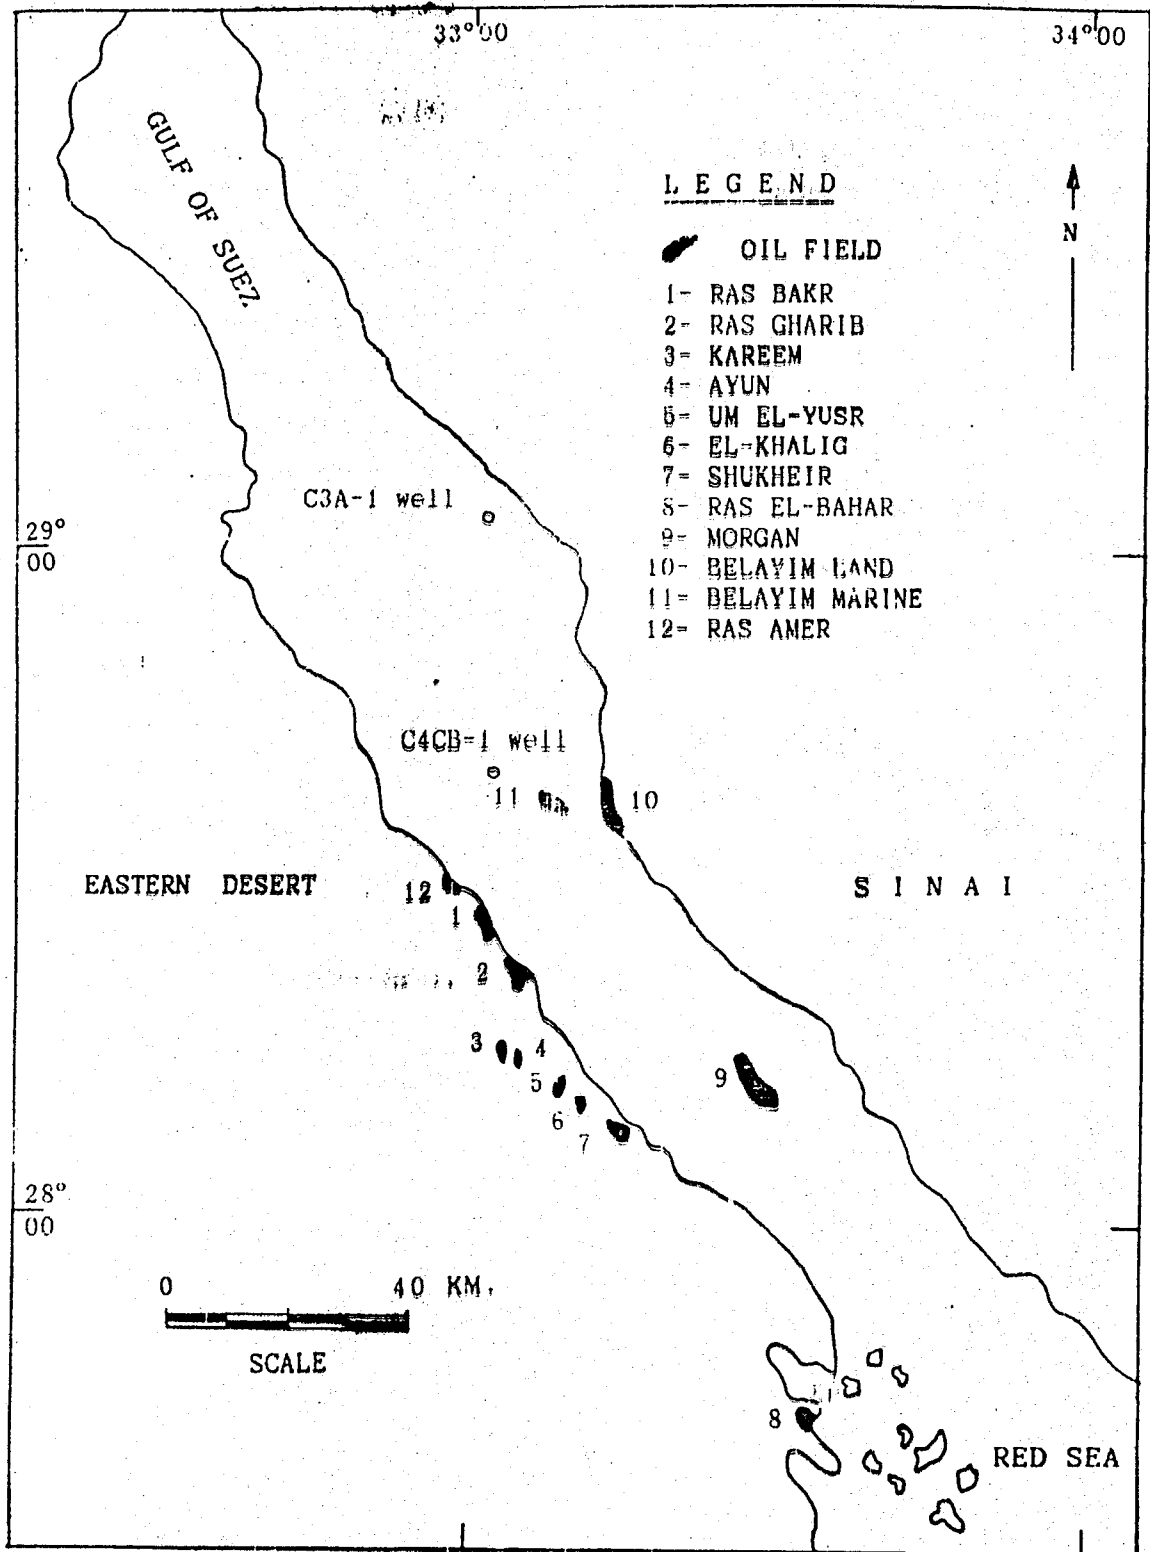 33°00
34°00
GULF OF SUEZ
LEGEND
N
OIL FIELD
1- RAS BAKR
2- RAS GHARIB
3- KAREEM
4- AYUN
5- UM EL-YUSR
6- EL-KHALIG
7- SHUKHEIR
8- RAS EL-BAHAR
9- MORGAN
10- BELAYIM LAND
11- BELAYIM MARINE
12- RAS AMER
C3A-1 well
29°
00
C4CB-1 well
11
10
EASTERN DESERT
SINAI
12
1
2
3
4
5
6
7
9
28°
00
0 40 KM.
SCALE
8
RED SEA